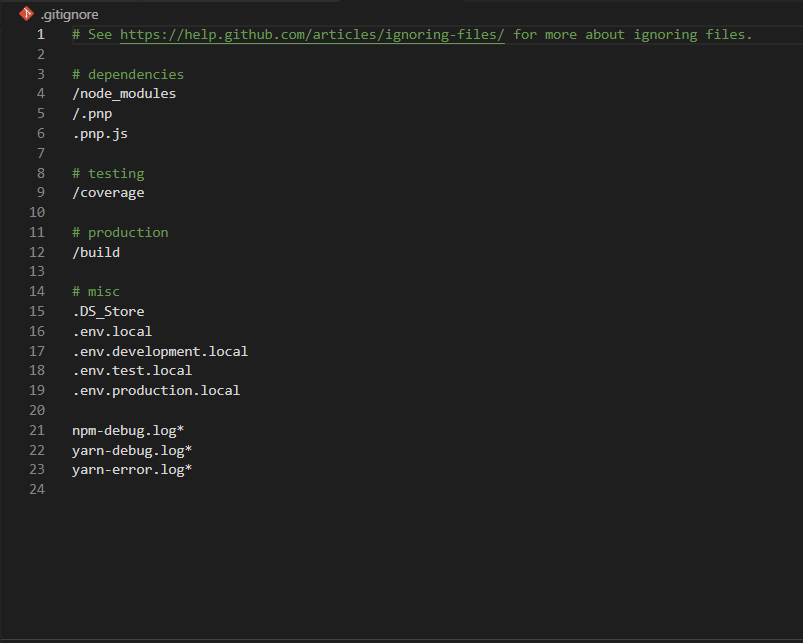 .gitignore
1 # See https://help.github.com/articles/ignoring-files/ for more about ignoring files.
2
3 # dependencies
4 /node_modules
5 /.pnp
6 .pnp.js
7
8 # testing
9 /coverage
10
11 # production
12 /build
13
14 # misc
15 .DS_Store
16 .env.local
17 .env.development.local
18 .env.test.local
19 .env.production.local
20
21 npm-debug.log*
22 yarn-debug.log*
23 yarn-error.log*
24